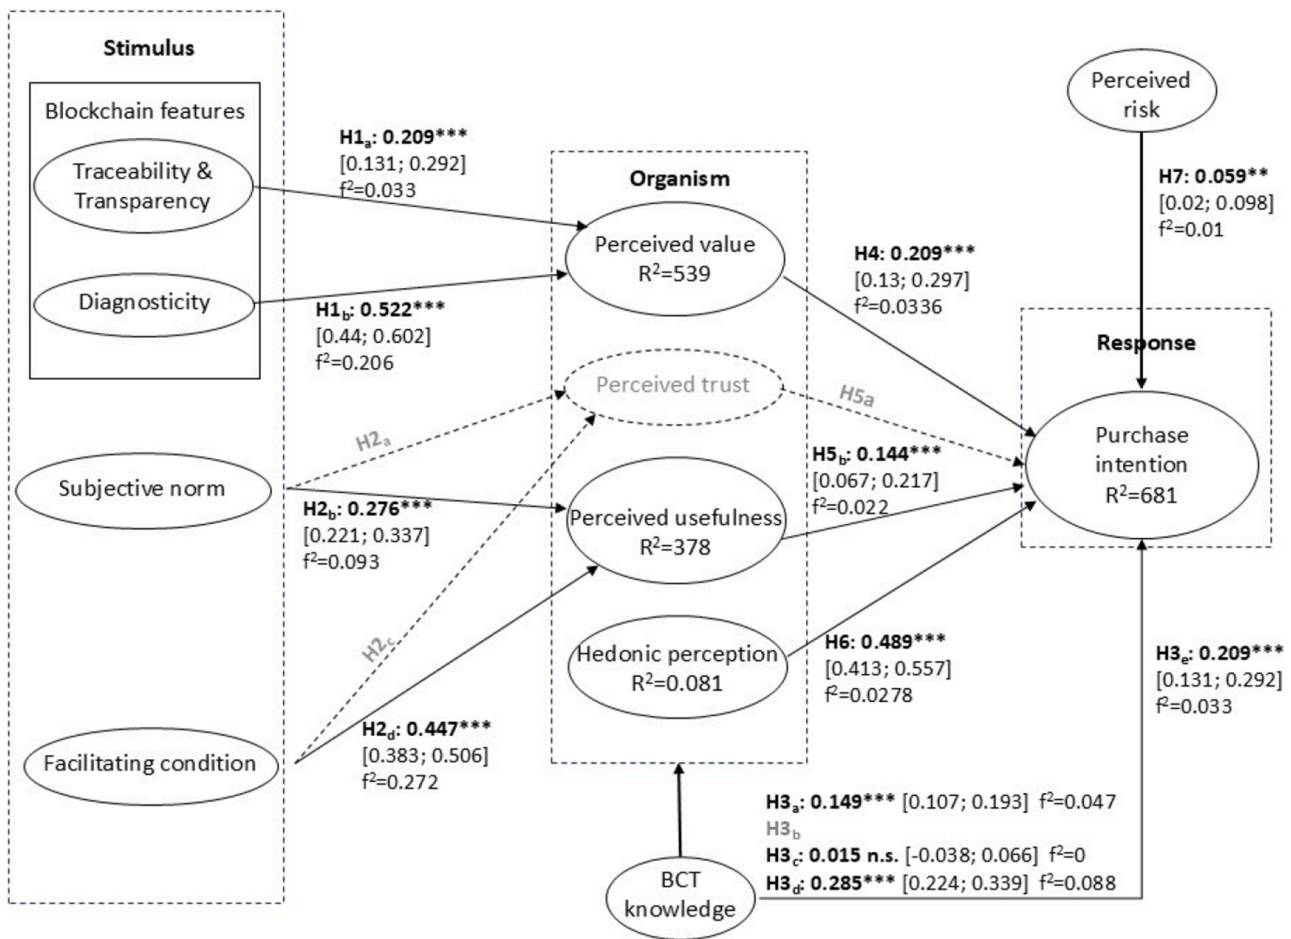 Stimulus
Blockchain features
Traceability &
Transparency
Diagnosticity
Subjective norm
Facilitating condition
H1ₐ: 0.209***
[0.131; 0.292]
f²=0.033
H1b: 0.522***
[0.44; 0.602]
f²=0.206
H2ₐ
H2b: 0.276***
[0.221; 0.337]
f²=0.093
H2c
H2d: 0.447***
[0.383; 0.506]
f²=0.272
Organism
Perceived value
R²=539
Perceived trust
Perceived usefulness
R²=378
Hedonic perception
R²=0.081
H4: 0.209***
[0.13; 0.297]
f²=0.0336
H5a
H5b: 0.144***
[0.067; 0.217]
f²=0.022
H6: 0.489***
[0.413; 0.557]
f²=0.0278
Perceived
risk
H7: 0.059**
[0.02; 0.098]
f²=0.01
Response
Purchase
intention
R²=681
H3ₑ: 0.209***
[0.131; 0.292]
f²=0.033
H3ₐ: 0.149*** [0.107; 0.193] f²=0.047
H3b
H3c: 0.015 n.s. [-0.038; 0.066] f²=0
H3d: 0.285*** [0.224; 0.339] f²=0.088
BCT
knowledge